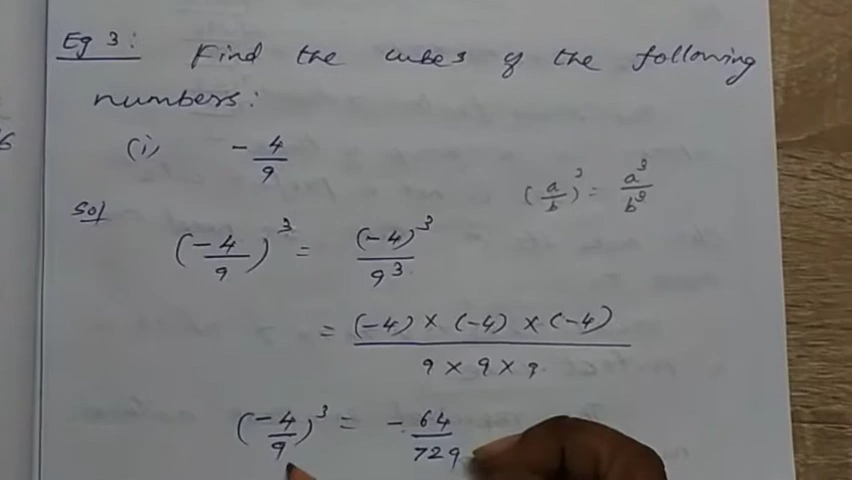 Eg 3: Find the cubes of the following
numbers:
(i) - 4/9
(a/b)³ = a³/b³
Sol
(-4/9)³ = (-4)³/9³
= (-4) × (-4) × (-4) / 9 × 9 × 9
(-4/9)³ = - 64/729
6